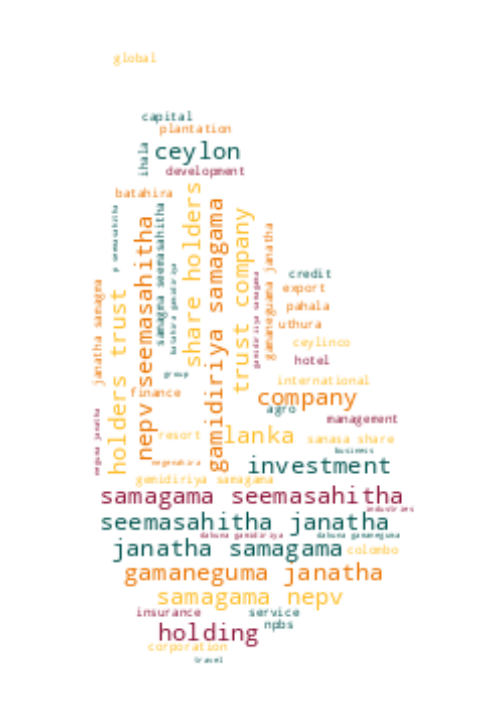 global
capital
plantation
ihala
ceylon
development
batahira
p seemasahitha
nepv seemasahitha
samagna seemasahitha
batahira gamidiriya
share holders
gamidiriya samagama
trust company
gamidiriya samagama
gamaneguma janatha
janatha samagma
holders trust
neguma janatha
credit
export
pahala
uthura
ceylinco
hotel
group
international
finance
company
agro
management
resort
lanka
sanasa share
business
negenahira
investment
gamidiriya samagama
samagama seemasahitha
industries
seemasahitha janatha
dakuna gamidiriya
dakuna gamaneguma
janatha samagama
colombo
gamaneguma janatha
samagama nepv
insurance
service
npbs
holding
corporation
travel